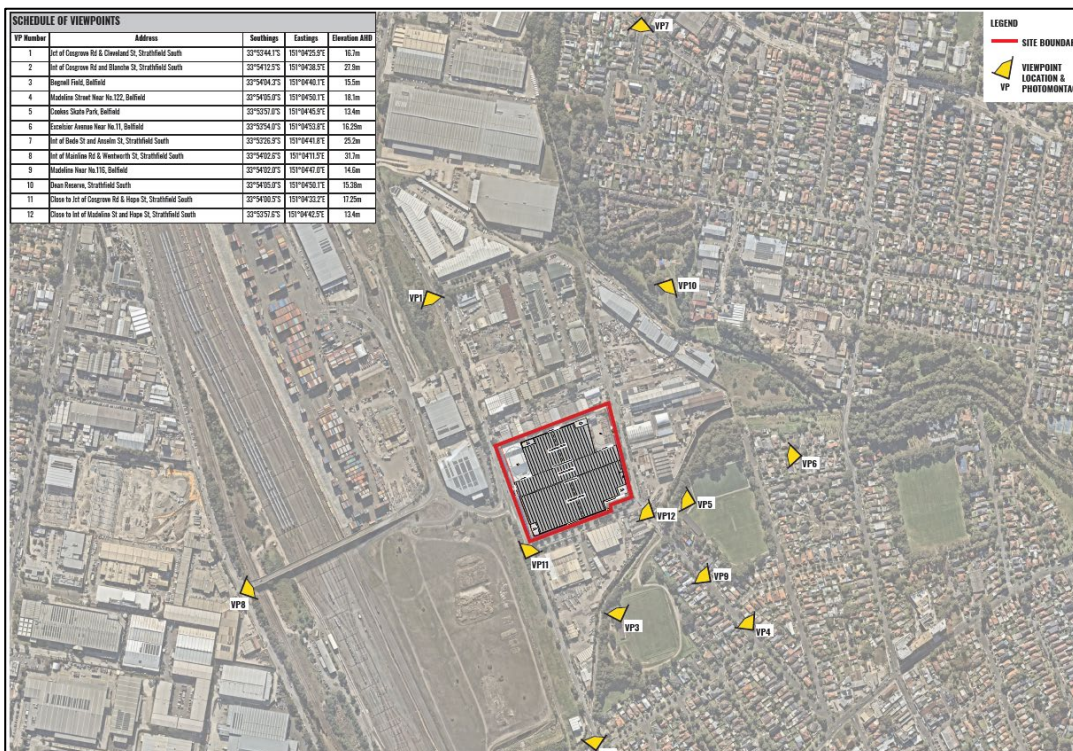 SCHEDULE OF VIEWPOINTS
VP Number Address Southings Eastings Elevation AHD
1 Jct of Cosgrove Rd & Cleveland St, Strathfield South 33°53'44.1"S 151°04'25.9"E 16.7m
2 Int of Cosgrove Rd and Blanche St, Strathfield South 33°54'12.5"S 151°04'38.5"E 27.9m
3 Begnell Field, Belfield 33°54'04.3"S 151°04'40.1"E 15.5m
4 Madeline Street Near No.122, Belfield 33°54'05.0"S 151°04'50.1"E 18.1m
5 Cookes Skate Park, Belfield 33°53'57.0"S 151°04'45.9"E 13.4m
6 Excelsior Avenue Near No.11, Belfield 33°53'54.0"S 151°04'53.8"E 16.29m
7 Int of Bede St and Anselm St, Strathfield South 33°53'26.9"S 151°04'41.8"E 25.2m
8 Int of Mainline Rd & Wentworth St, Strathfield South 33°54'02.6"S 151°04'11.5"E 31.7m
9 Madeline Near No.116, Belfield 33°54'02.0"S 151°04'47.0"E 14.6m
10 Dean Reserve, Strathfield South 33°54'05.0"S 151°04'50.1"E 15.38m
11 Close to Jct of Cosgrove Rd & Hope St, Strathfield South 33°54'00.5"S 151°04'33.2"E 17.25m
12 Close to Int of Madeline St and Hope St, Strathfield South 33°53'57.6"S 151°04'42.5"E 13.4m
LEGEND
SITE BOUNDARY
VIEWPOINT
LOCATION &
VP PHOTOMONTAG
VP7
VP1
VP10
VP6
VP5
VP12
VP11
VP9
VP8
VP3
VP4